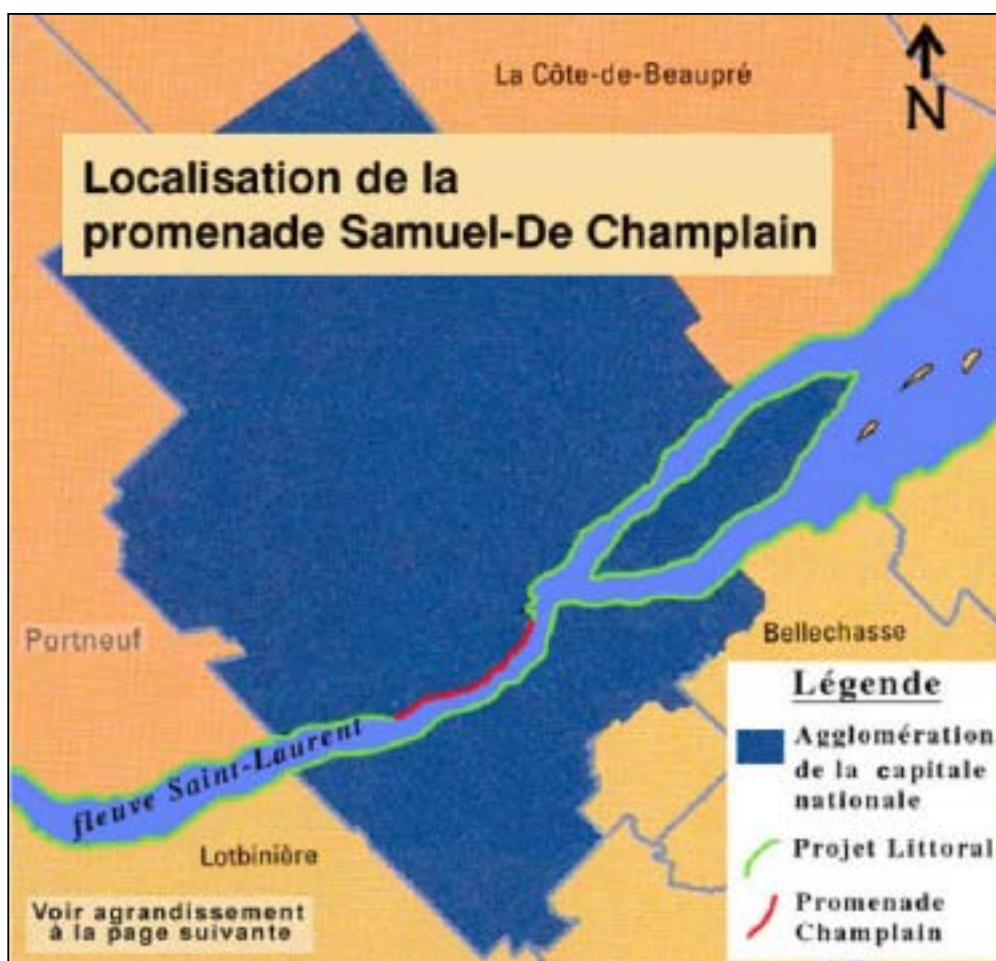 La Côte-de-Beaupré
N
Localisation de la
promenade Samuel-De Champlain
Portneuf
Bellechasse
fleuve Saint-Laurent
Lotbinière
Voir agrandissement
à la page suivante
Légende
Agglomération
de la capitale
nationale
Projet Littoral
Promenade
Champlain